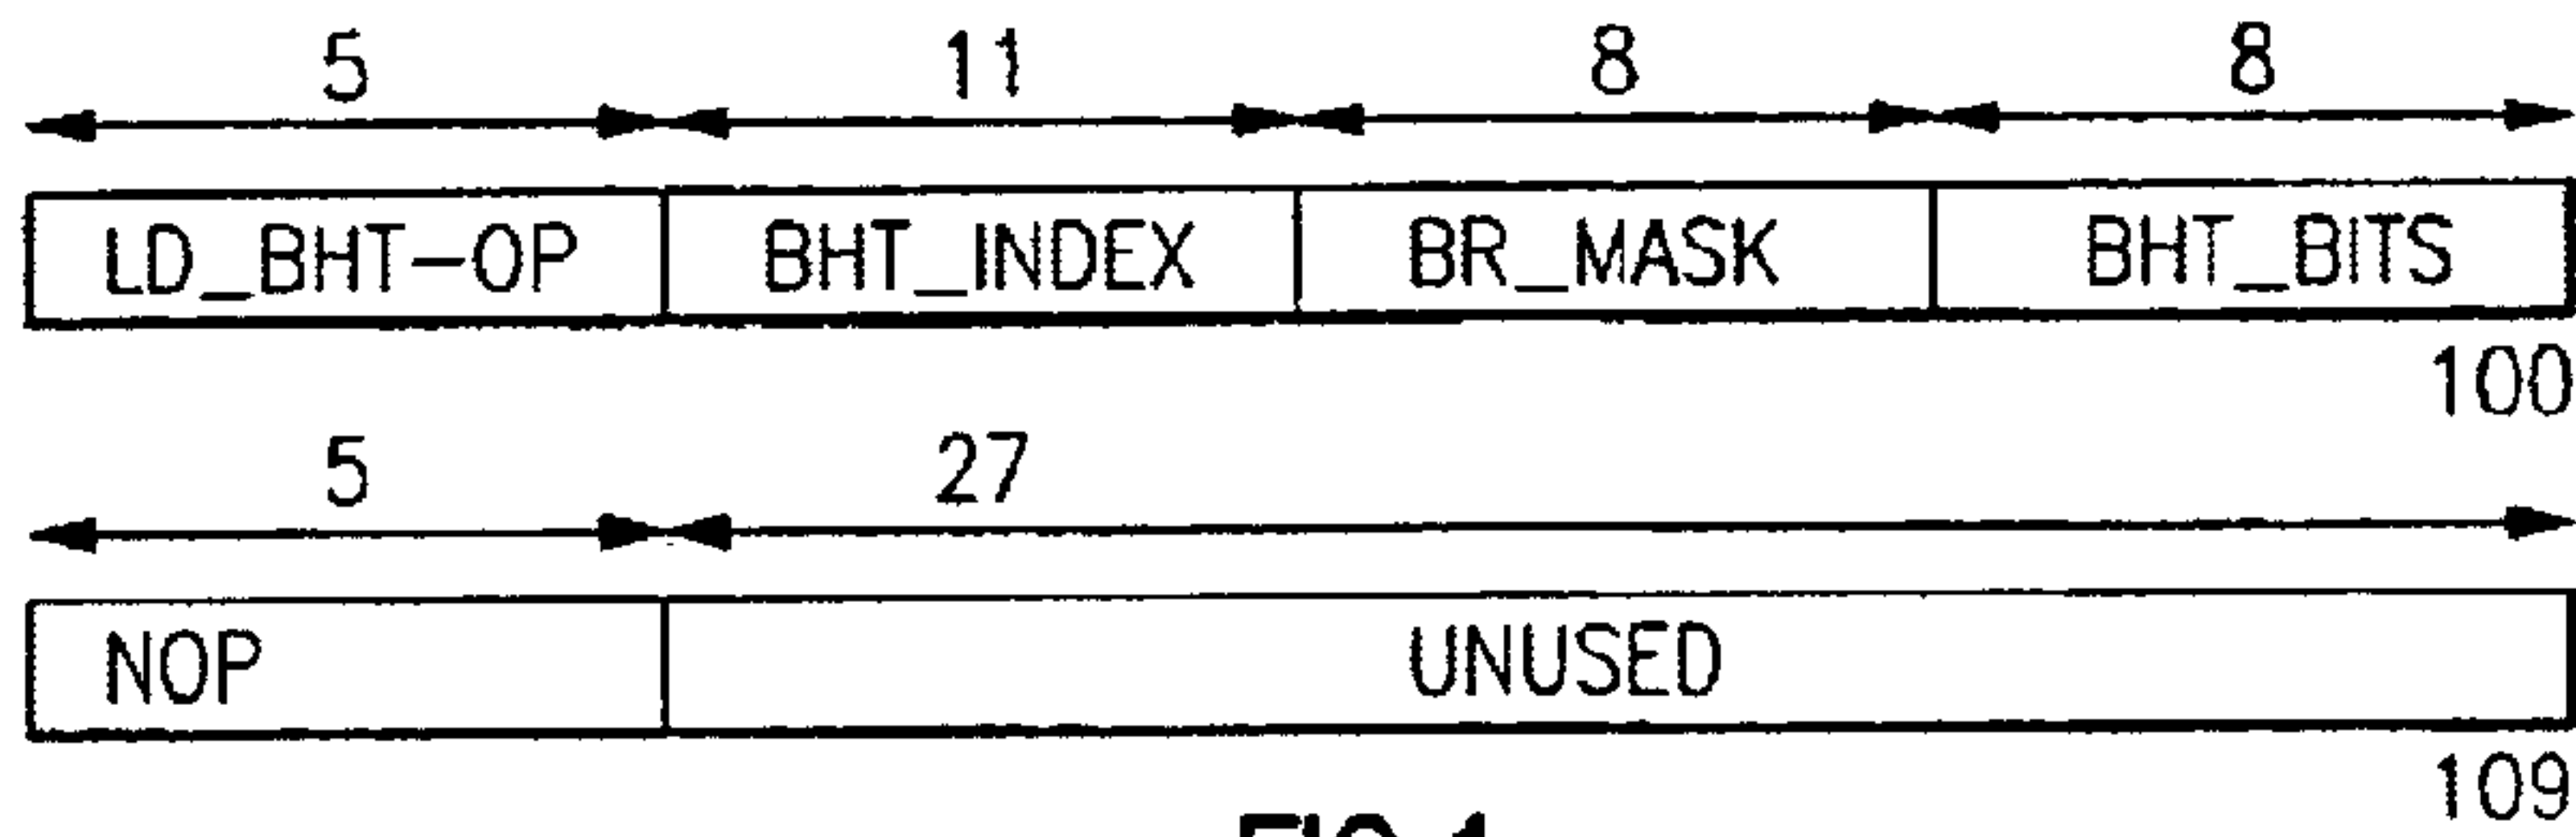 5 11 8 8
LD_BHT-OP BHT_INDEX BR_MASK BHT_BITS
100
5 27
NOP UNUSED
109